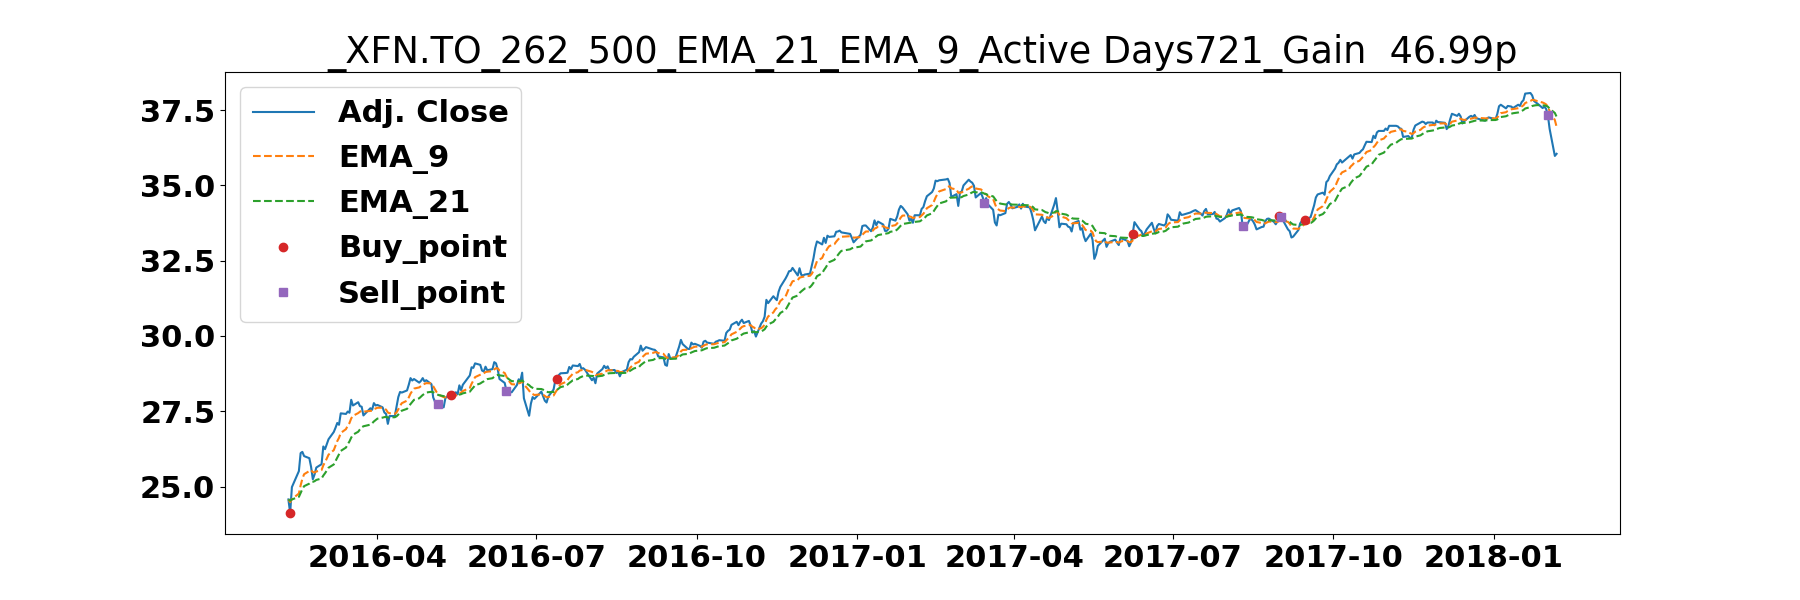 _XFN.TO_262_500_EMA_21_EMA_9_Active Days721_Gain  46.99p
37.5
35.0
32.5
30.0
27.5
25.0
Adj. Close
EMA_9
EMA_21
Buy_point
Sell_point
2016-04 2016-07 2016-10 2017-01 2017-04 2017-07 2017-10 2018-01